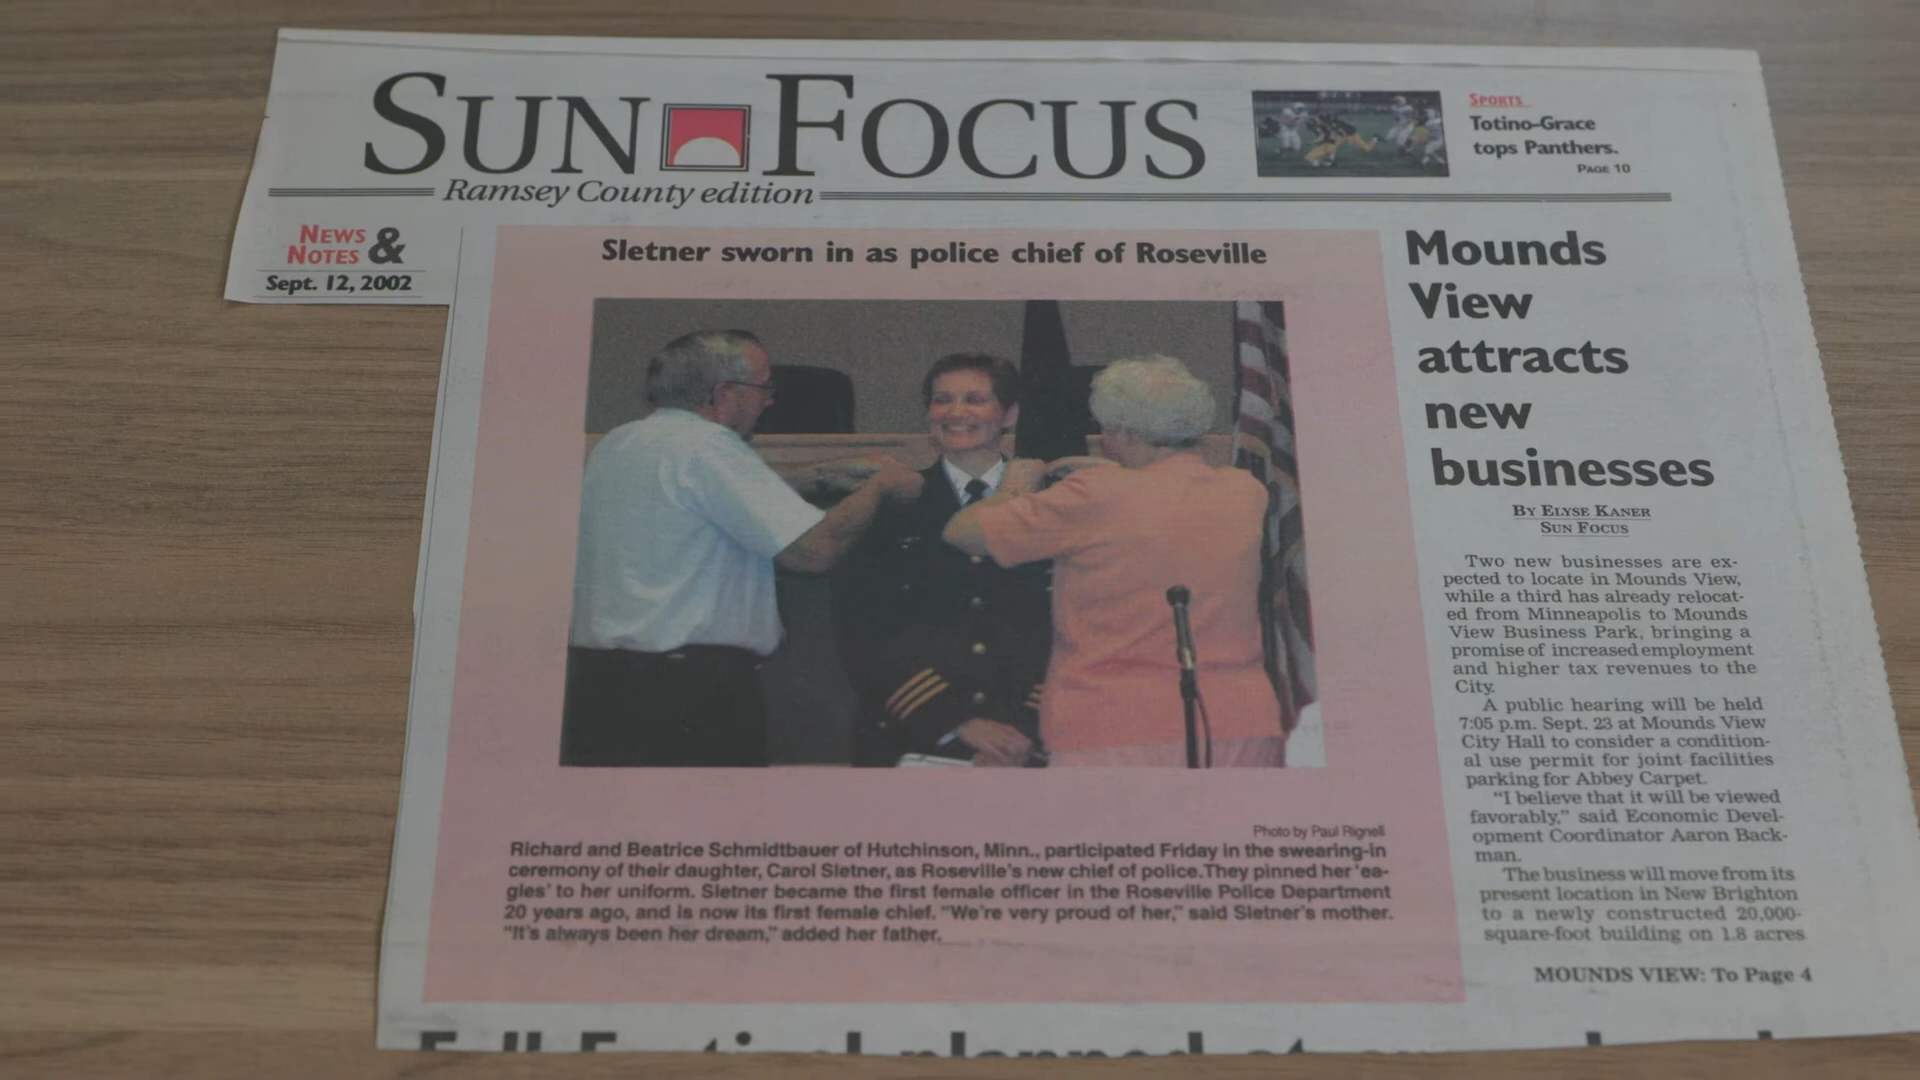 SUN FOCUS
Ramsey County edition
SPORTS
Totino-Grace
tops Panthers.
PAGE 10
NEWS &
NOTES
Sept. 12, 2002
Sletner sworn in as police chief of Roseville
Photo by Paul Rignell
Richard and Beatrice Schmidtbauer of Hutchinson, Minn., participated Friday in the swearing-in
ceremony of their daughter, Carol Sletner, as Roseville's new chief of police. They pinned her 'ea-
gles' to her uniform. Sletner became the first female officer in the Roseville Police Department
20 years ago, and is now its first female chief. "We're very proud of her," said Sletner's mother.
"It's always been her dream," added her father.
Mounds
View
attracts
new
businesses
BY ELYSE KANER
SUN FOCUS
Two new businesses are ex-
pected to locate in Mounds View,
while a third has already relocat-
ed from Minneapolis to Mounds
View Business Park, bringing a
promise of increased employment
and higher tax revenues to the
City.
A public hearing will be held
7:05 p.m. Sept. 23 at Mounds View
City Hall to consider a condition-
al use permit for joint facilities
parking for Abbey Carpet.
"I believe that it will be viewed
favorably," said Economic Devel-
opment Coordinator Aaron Back-
man.
The business will move from its
present location in New Brighton
to a newly constructed 20,000-
square-foot building on 1.8 acres
MOUNDS VIEW: To Page 4